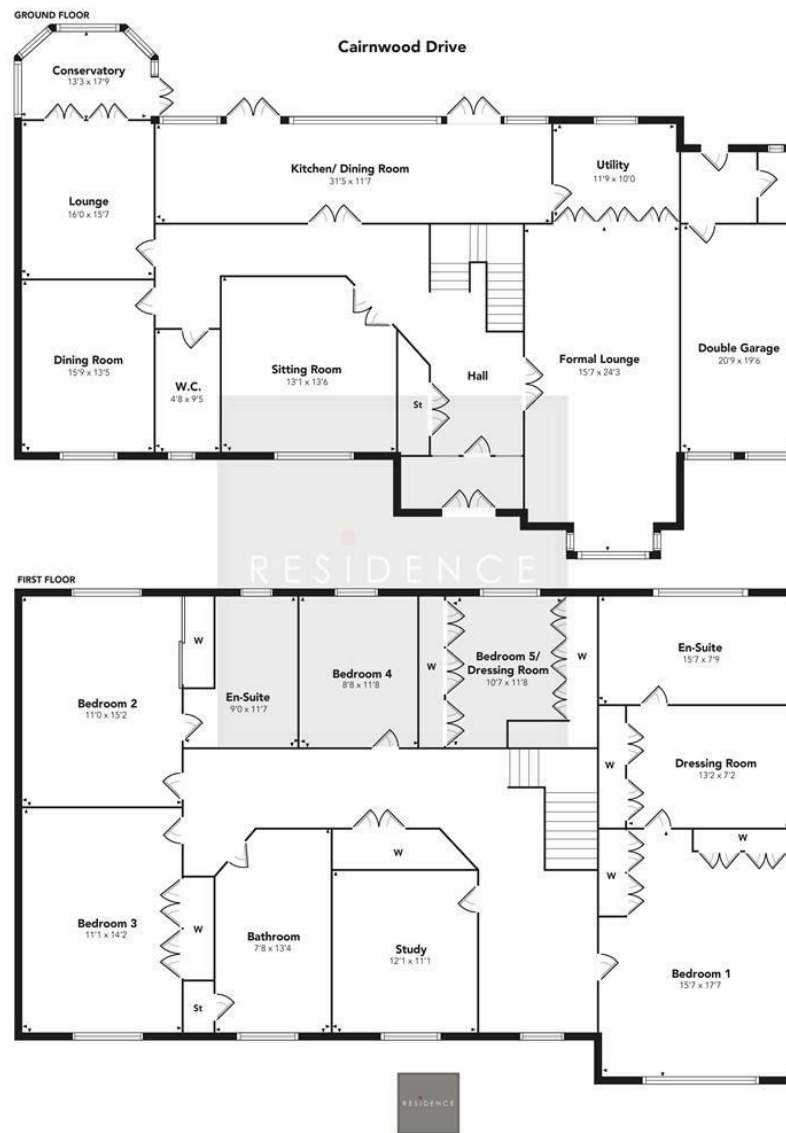 GROUND FLOOR
Cairnwood Drive
Conservatory
13'3 x 17'9
Kitchen/ Dining Room
31'5 x 11'7
Utility
11'9 x 10'0
Lounge
16'0 x 15'7
Dining Room
15'9 x 13'5
W.C.
4'8 x 9'5
Sitting Room
13'1 x 13'6
St
Hall
Formal Lounge
15'7 x 24'3
Double Garage
20'9 x 19'6
RESIDENCE
FIRST FLOOR
Bedroom 2
11'0 x 15'2
W
En-Suite
9'0 x 11'7
Bedroom 4
8'8 x 11'8
W
Bedroom 5/
Dressing Room
10'7 x 11'8
W
En-Suite
15'7 x 7'9
W
Dressing Room
13'2 x 7'2
Bedroom 3
11'1 x 14'2
W
St
Bathroom
7'8 x 13'4
W
Study
12'1 x 11'1
W
W
Bedroom 1
15'7 x 17'7
RESIDENCE